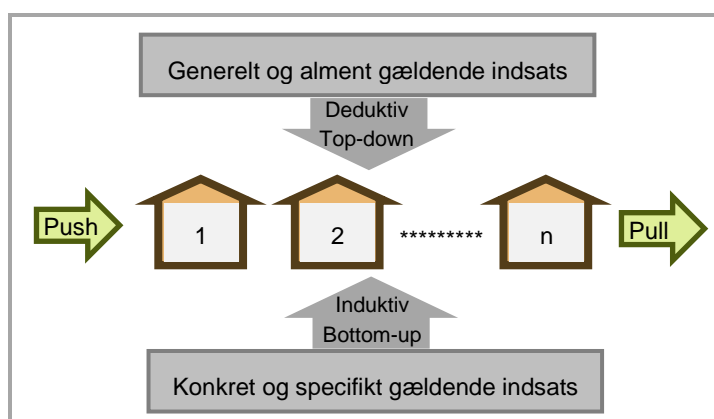 Generelt og alment gældende indsats
Deduktiv
Top-down
Push
1
2
*********
n
Pull
Induktiv
Bottom-up
Konkret og specifikt gældende indsats